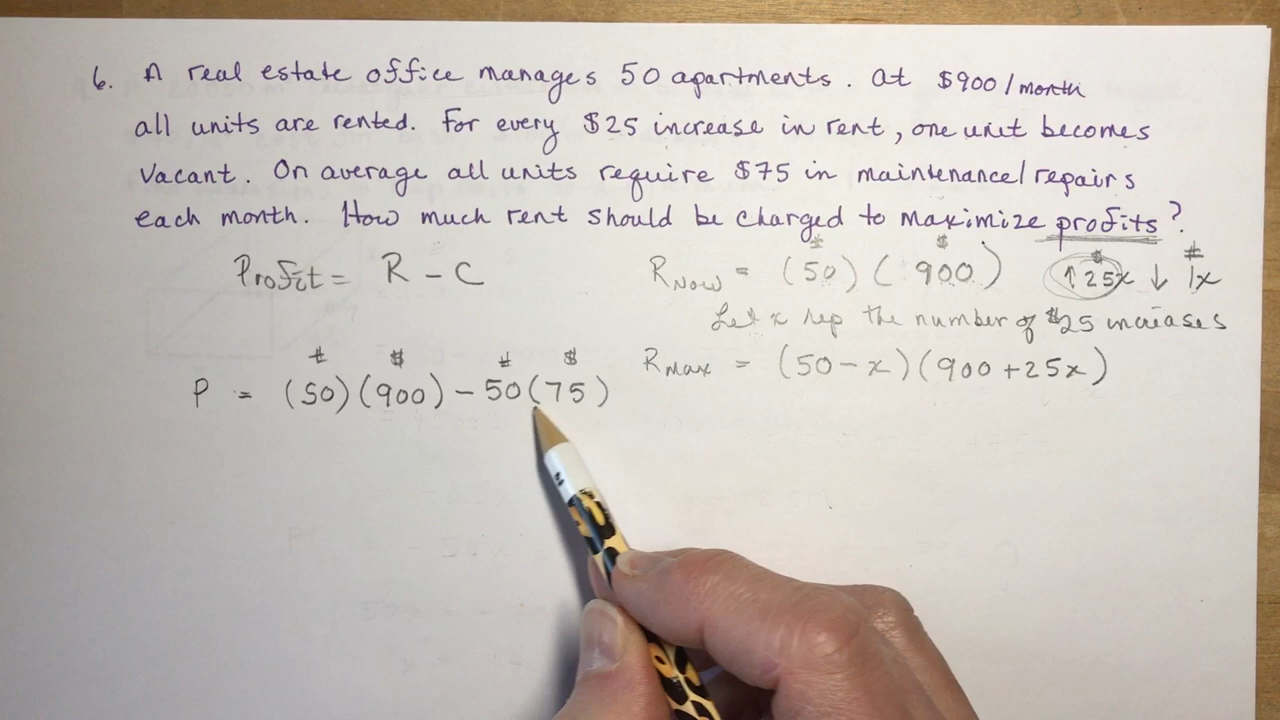 6. A real estate office manages 50 apartments. At $900/month
all units are rented. For every $25 increase in rent, one unit becomes
vacant. On average all units require $75 in maintenance/repairs
each month. How much rent should be charged to maximize profits?
Profit = R - C
# $ $ #
R Now = (50)(900) ↑25x ↓ 1x
Let x rep the number of $25 increases
# $ # $
R Max = (50-x)(900+25x)
P = (50)(900) - 50(75)